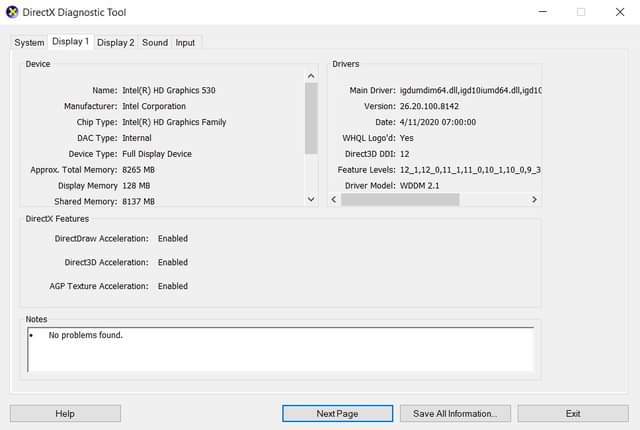 DirectX Diagnostic Tool
System Display 1 Display 2 Sound Input
Device
Name: Intel(R) HD Graphics 530
Manufacturer: Intel Corporation
Chip Type: Intel(R) HD Graphics Family
DAC Type: Internal
Device Type: Full Display Device
Approx. Total Memory: 8265 MB
Display Memory 128 MB
Shared Memory: 8137 MB
Drivers
Main Driver: igdumdim64.dll,igd10iumd64.dll,igd10
Version: 26.20.100.8142
Date: 4/11/2020 07:00:00
WHQL Logo'd: Yes
Direct3D DDI: 12
Feature Levels: 12_1,12_0,11_1,11_0,10_1,10_0,9_3
Driver Model: WDDM 2.1
DirectX Features
DirectDraw Acceleration: Enabled
Direct3D Acceleration: Enabled
AGP Texture Acceleration: Enabled
Notes
• No problems found.
Help Next Page Save All Information... Exit